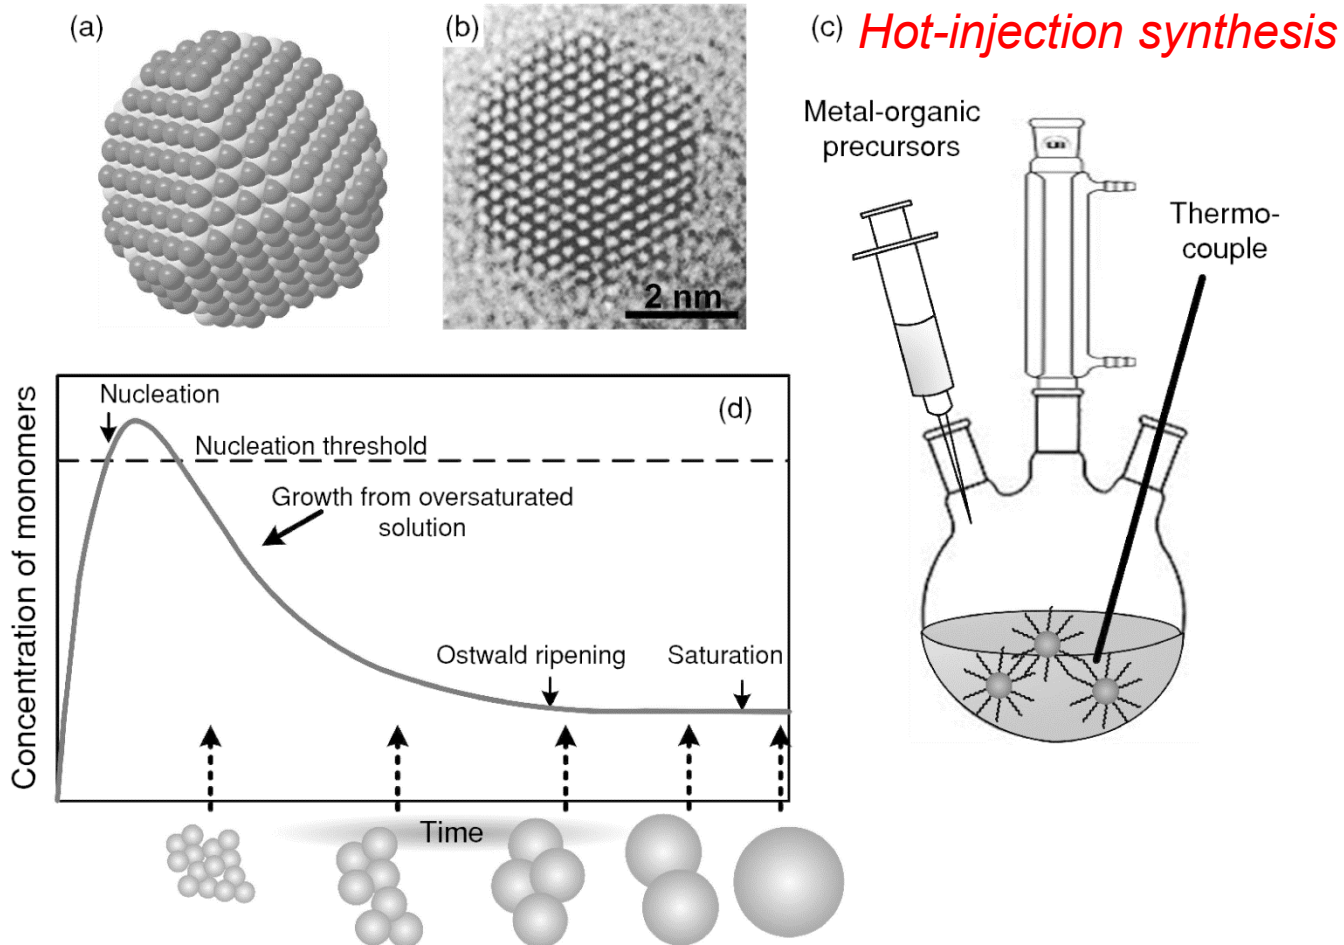 (a)
(b)
(c) Hot-injection synthesis
2 nm
Metal-organic
precursors
Thermo-
couple
(d)
Concentration of monomers
Nucleation
Nucleation threshold
Growth from oversaturated
solution
Ostwald ripening
Saturation
Time